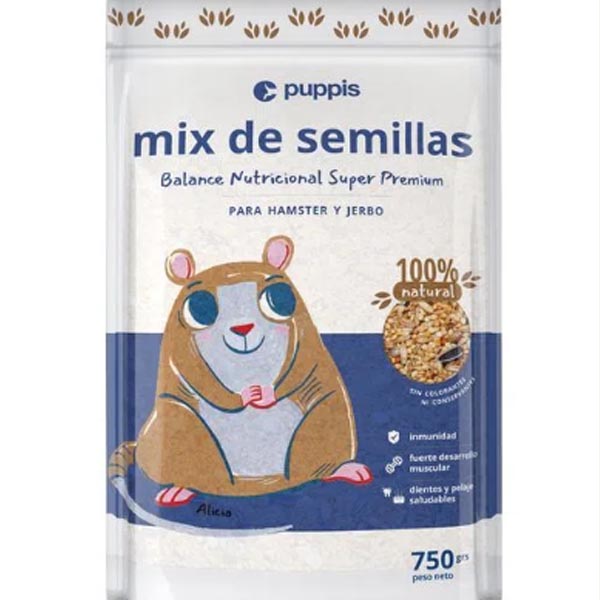 puppis
mix de semillas
Balance Nutricional Super Premium
PARA HAMSTER Y JERBO
100%
natural
SIN COLORANTES
NI CONSERVANTES
inmunidad
fuerte desarrollo
muscular
dientes y pelaje
saludables
Alicia
750 grs
peso neto